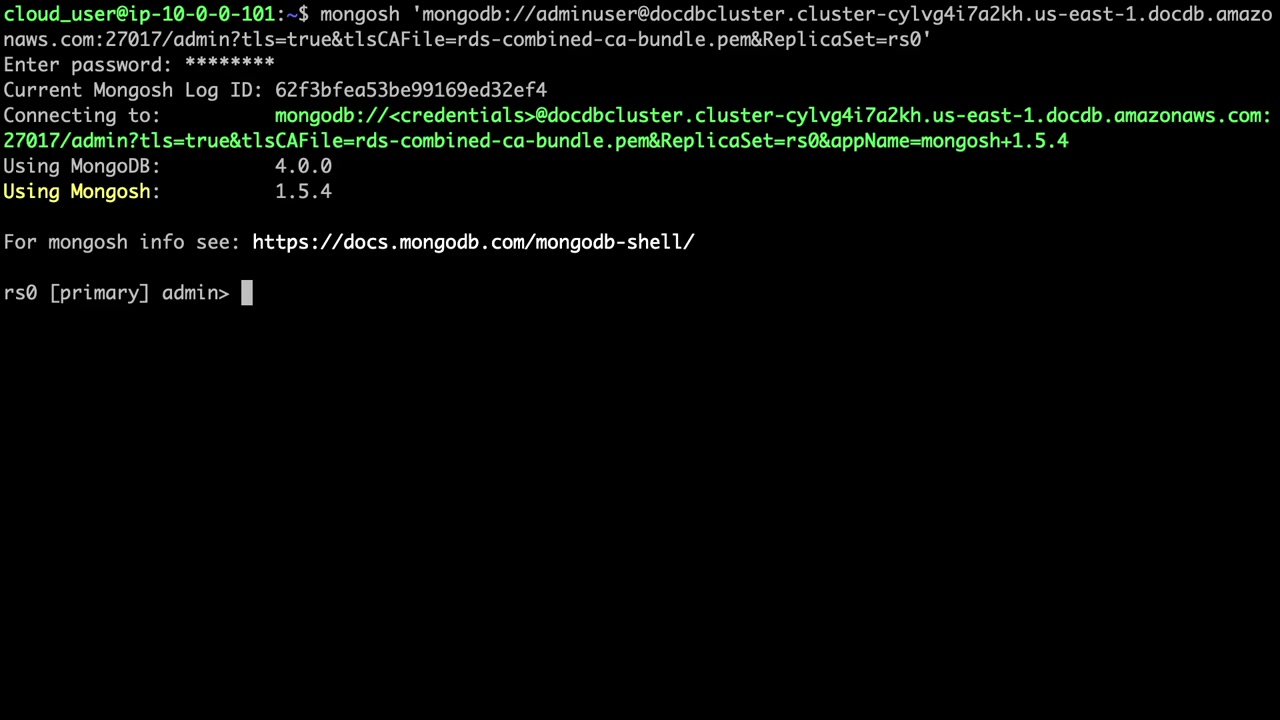 cloud_user@ip-10-0-0-101:~$ mongosh 'mongodb://adminuser@docdbcluster.cluster-cylvg4i7a2kh.us-east-1.docdb.amazo
naws.com:27017/admin?tls=true&tlsCAFile=rds-combined-ca-bundle.pem&ReplicaSet=rs0'
Enter password: ********
Current Mongosh Log ID: 62f3bfea53be99169ed32ef4
Connecting to: mongodb://<credentials>@docdbcluster.cluster-cylvg4i7a2kh.us-east-1.docdb.amazonaws.com:
27017/admin?tls=true&tlsCAFile=rds-combined-ca-bundle.pem&ReplicaSet=rs0&appName=mongosh+1.5.4
Using MongoDB: 4.0.0
Using Mongosh: 1.5.4
For mongosh info see: https://docs.mongodb.com/mongodb-shell/
rs0 [primary] admin>